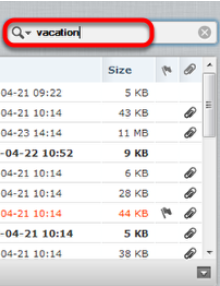 vacation
Size
04-21 09:22 5 KB
04-21 10:14 43 KB
04-23 14:14 11 MB
-04-22 10:52 9 KB
04-21 10:14 6 KB
04-21 10:14 28 KB
04-21 10:14 44 KB
-04-21 10:14 5 KB
04-21 10:14 38 KB